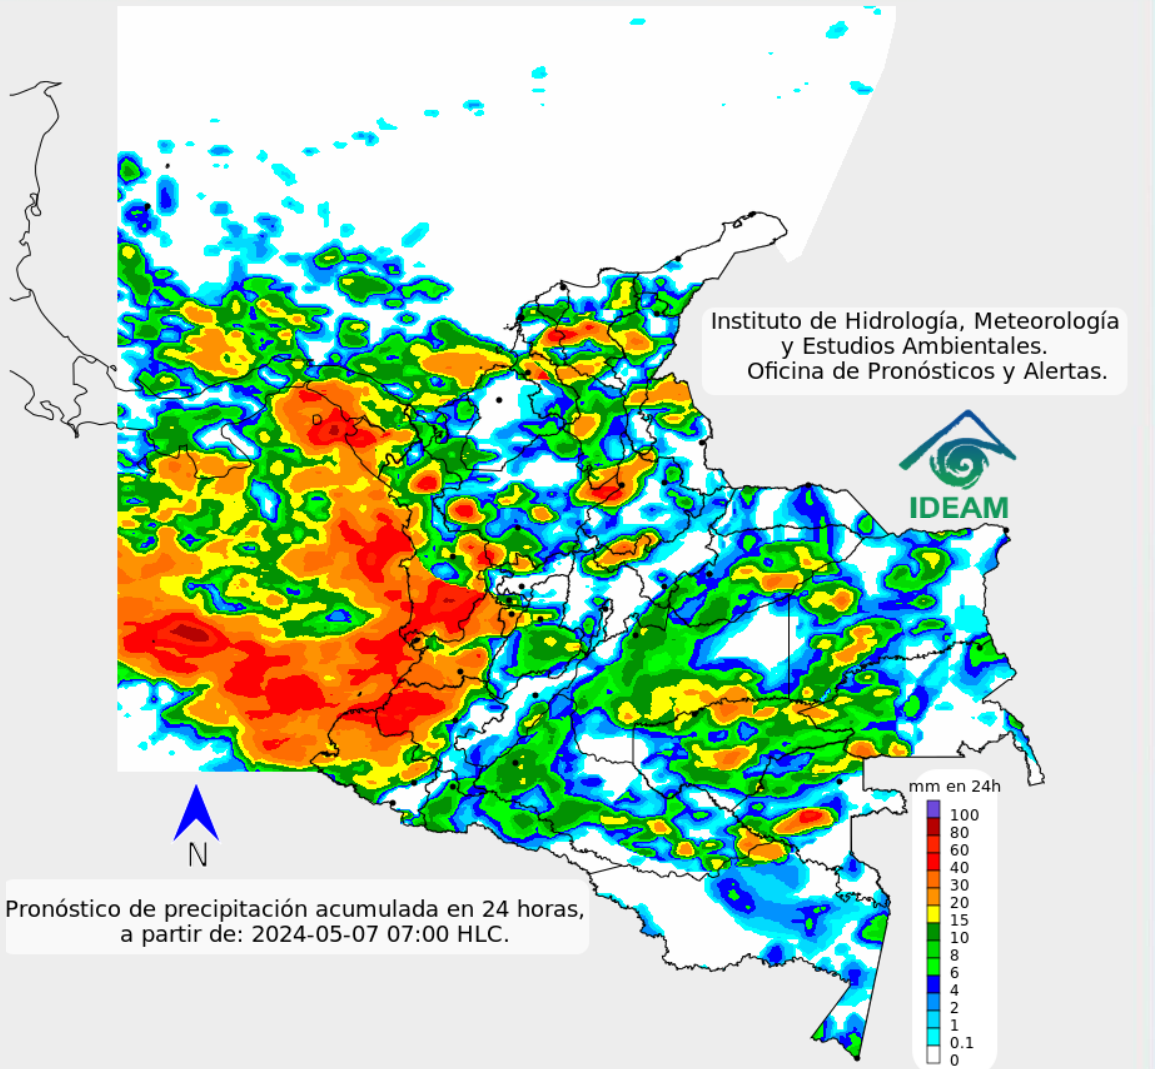 Instituto de Hidrología, Meteorología
y Estudios Ambientales.
Oficina de Pronósticos y Alertas.
IDEAM
N
Pronóstico de precipitación acumulada en 24 horas,
a partir de: 2024-05-07 07:00 HLC.
mm en 24h
100
80
60
40
30
20
15
10
8
6
4
2
1
0.1
0